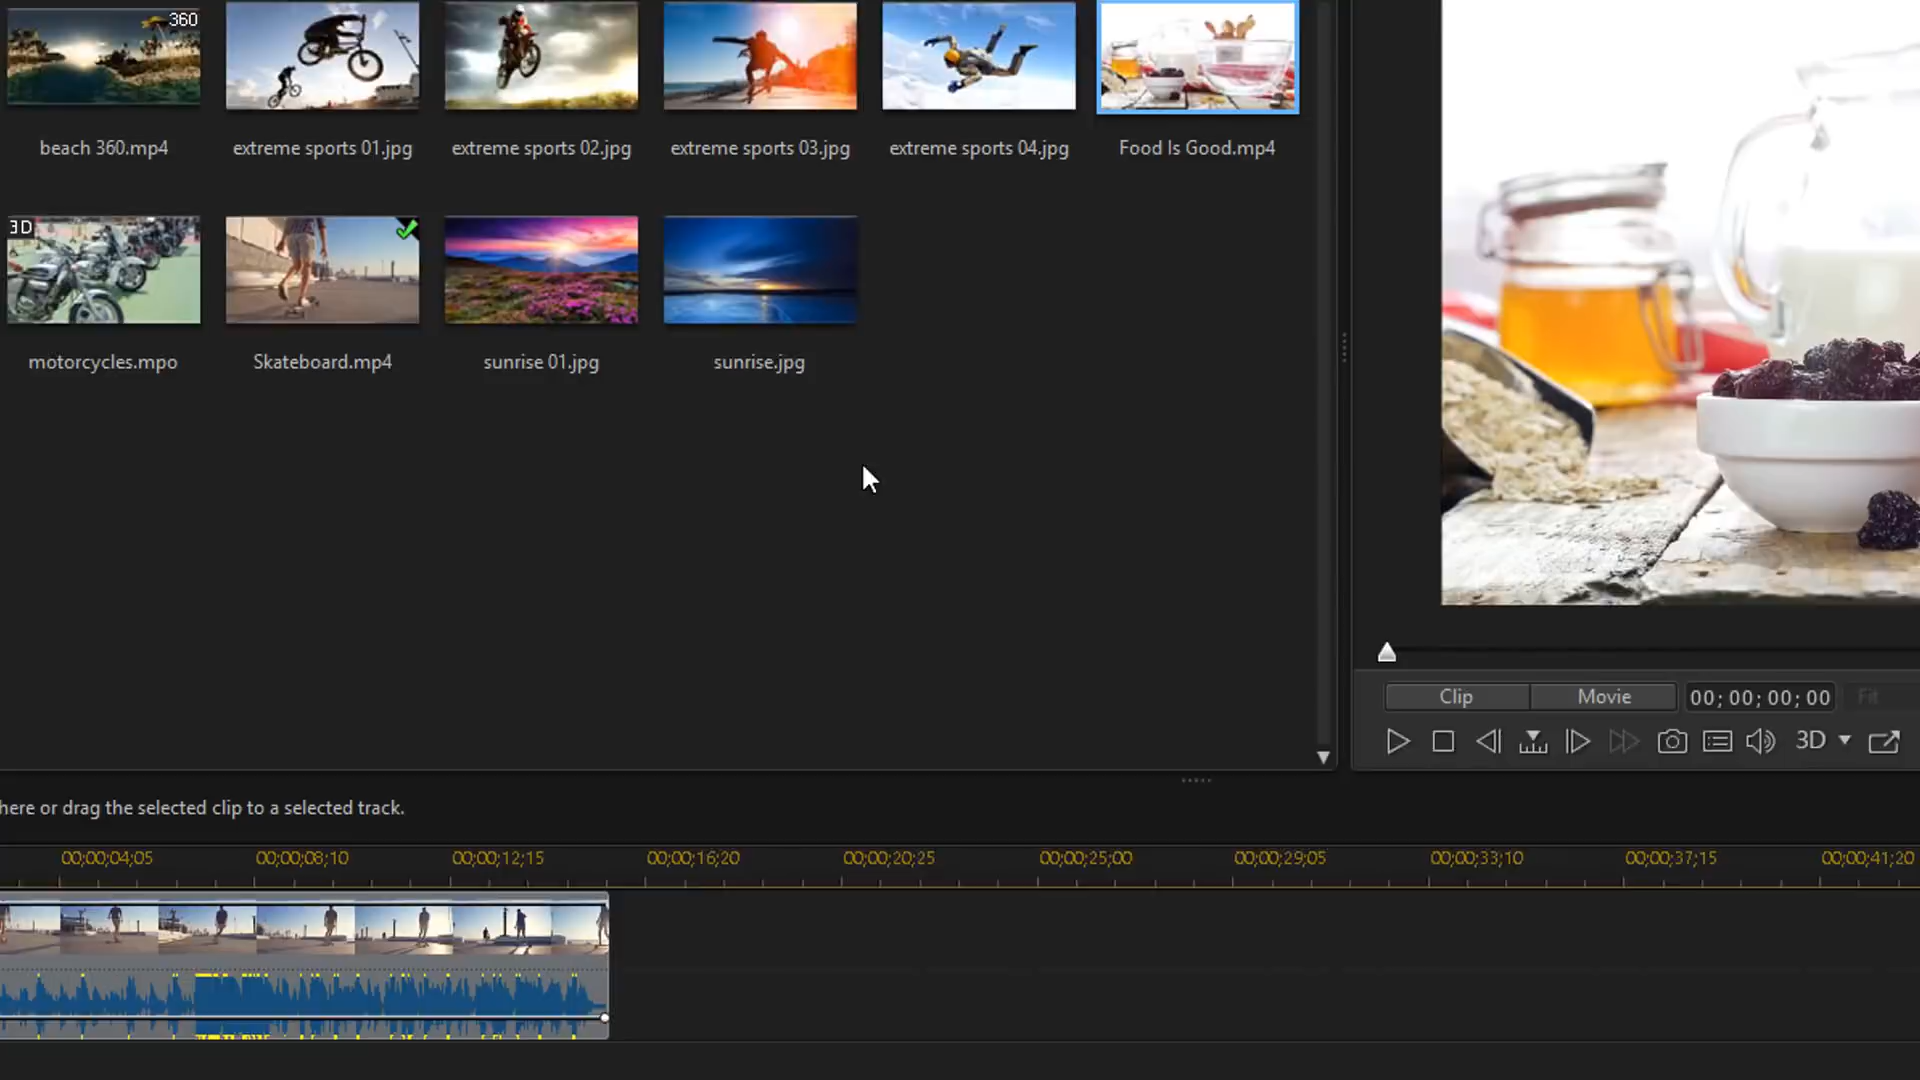 360
beach 360.mp4
extreme sports 01.jpg
extreme sports 02.jpg
extreme sports 03.jpg
extreme sports 04.jpg
Food Is Good.mp4
3D
motorcycles.mpo
Skateboard.mp4
sunrise 01.jpg
sunrise.jpg
Clip
Movie
00; 00; 00; 00
Fit
3D
here or drag the selected clip to a selected track.
00;00;04;05
00;00;08;10
00;00;12;15
00;00;16;20
00;00;20;25
00;00;25;00
00;00;29;05
00;00;33;10
00;00;37;15
00;00;41;20